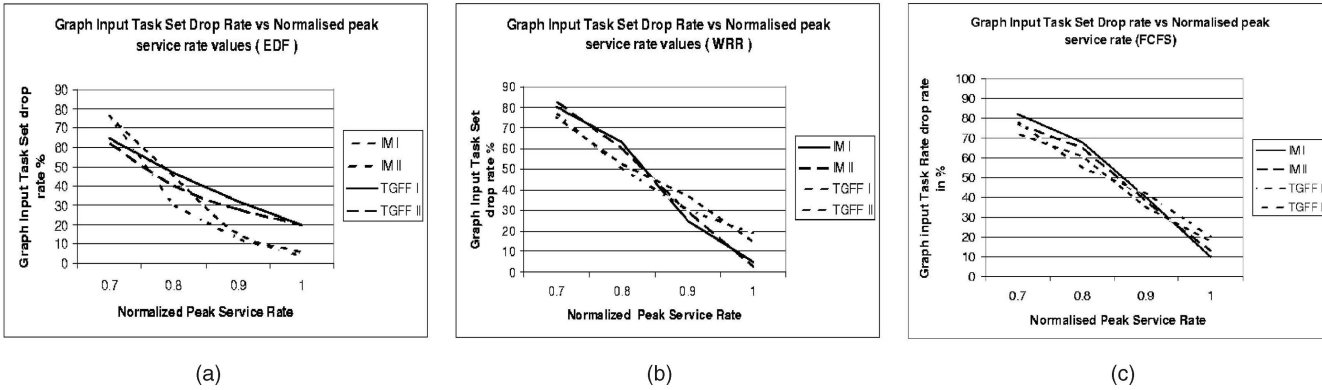 Graph Input Task Set Drop Rate vs Normalised peak
service rate values ( EDF )
Graph Input Task Set drop
rate %
90
80
70
60
50
40
30
20
10
0
0.7 0.8 0.9 1
Normalized Peak Service Rate
IM I
IM II
TGFF I
TGFF II
(a)
Graph Input Task Set Drop Rate vs Normalised peak
service rate values ( WRR )
Graph Input Task Set
drop rate %
90
80
70
60
50
40
30
20
10
0
0.7 0.8 0.9 1
Normalized Peak Service Rate
IM I
IM II
TGFF I
TGFF II
(b)
Graph Input Task Set Drop rate vs Normalised peak
service rate (FCFS)
Graph input Task Rate drop rate
in %
100
90
80
70
60
50
40
30
20
10
0
0.7 0.8 0.9 1
Normalised Peak Service Rate
IM I
IM II
TGFF I
TGFF II
(c)